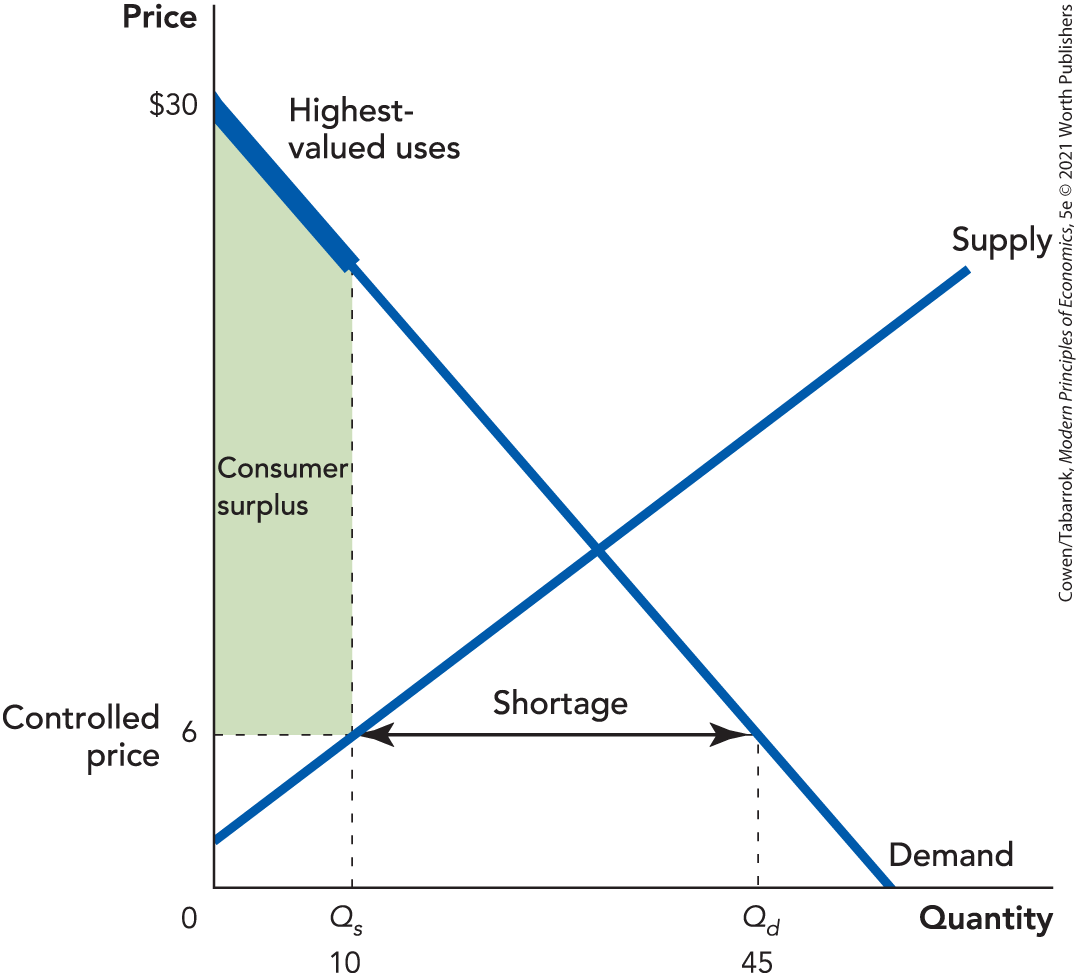 Price
$30
Highest-
valued uses
Supply
Consumer
surplus
Shortage
Controlled
price
6
Demand
0
Qs
Qd
Quantity
10
45
Cowen/Tabarrok, Modern Principles of Economics, 5e © 2021 Worth Publishers